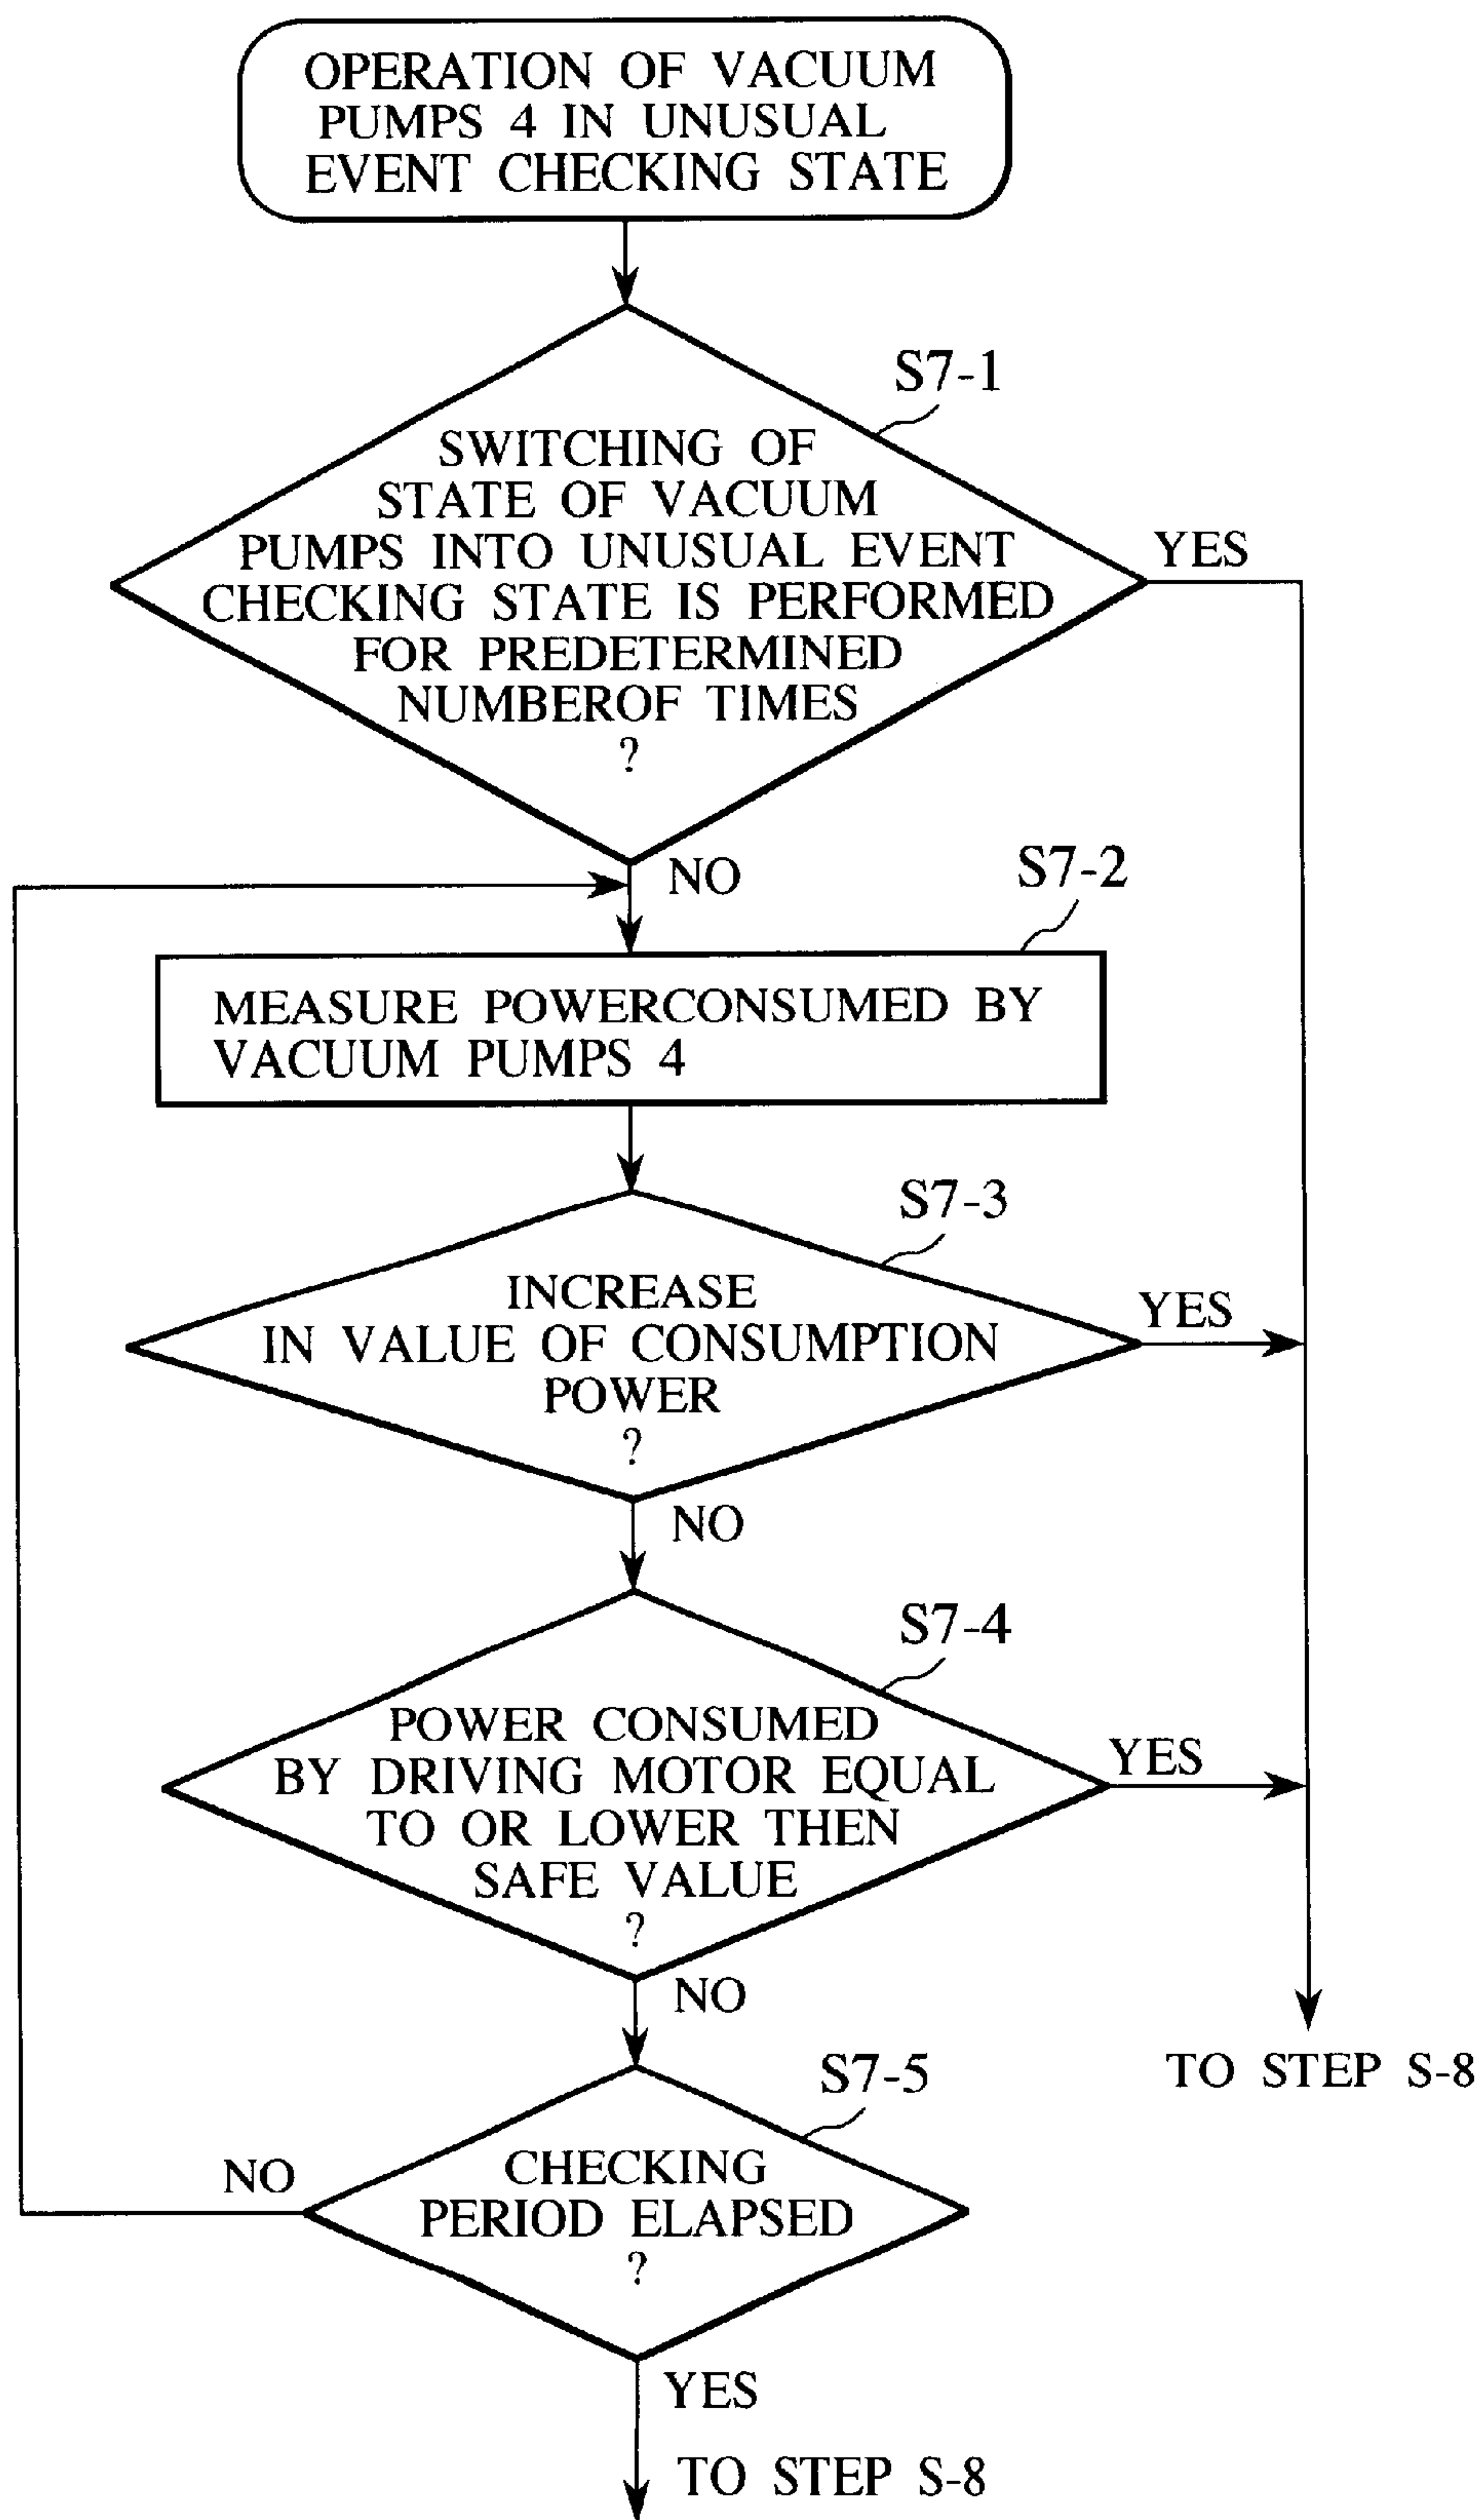 OPERATION OF VACUUM
PUMPS 4 IN UNUSUAL
EVENT CHECKING STATE
S7-1
SWITCHING OF
STATE OF VACUUM
PUMPS INTO UNUSUAL EVENT
CHECKING STATE IS PERFORMED
FOR PREDETERMINED
NUMBEROF TIMES
?
YES
NO
S7-2
MEASURE POWERCONSUMED BY
VACUUM PUMPS 4
S7-3
INCREASE
IN VALUE OF CONSUMPTION
POWER
?
YES
NO
S7-4
POWER CONSUMED
BY DRIVING MOTOR EQUAL
TO OR LOWER THEN
SAFE VALUE
?
YES
NO
TO STEP S-8
S7-5
CHECKING
PERIOD ELAPSED
?
NO
YES
TO STEP S-8